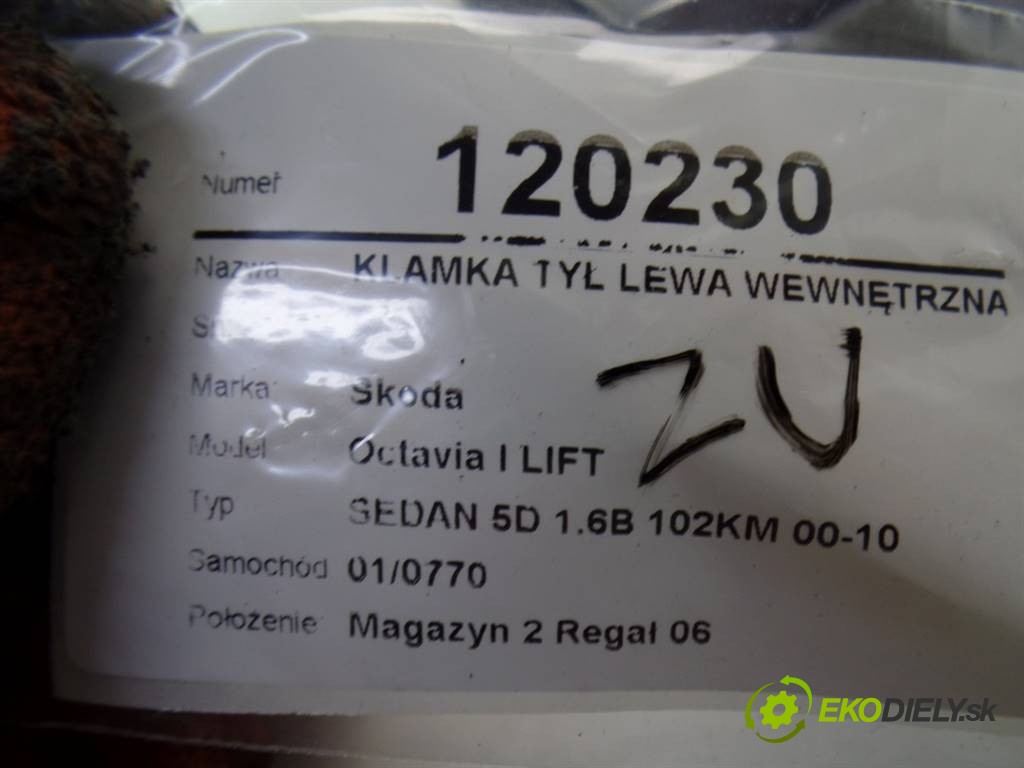 Numer 120230
Nazwa KLAMKA TYŁ LEWA WEWNĘTRZNA
Marka Skoda
ZU
Model Octavia I LIFT
Typ SEDAN 5D 1.6B 102KM 00-10
Samochód 01/0770
Położenie Magazyn 2 Regał 06
EKODIELY.sk